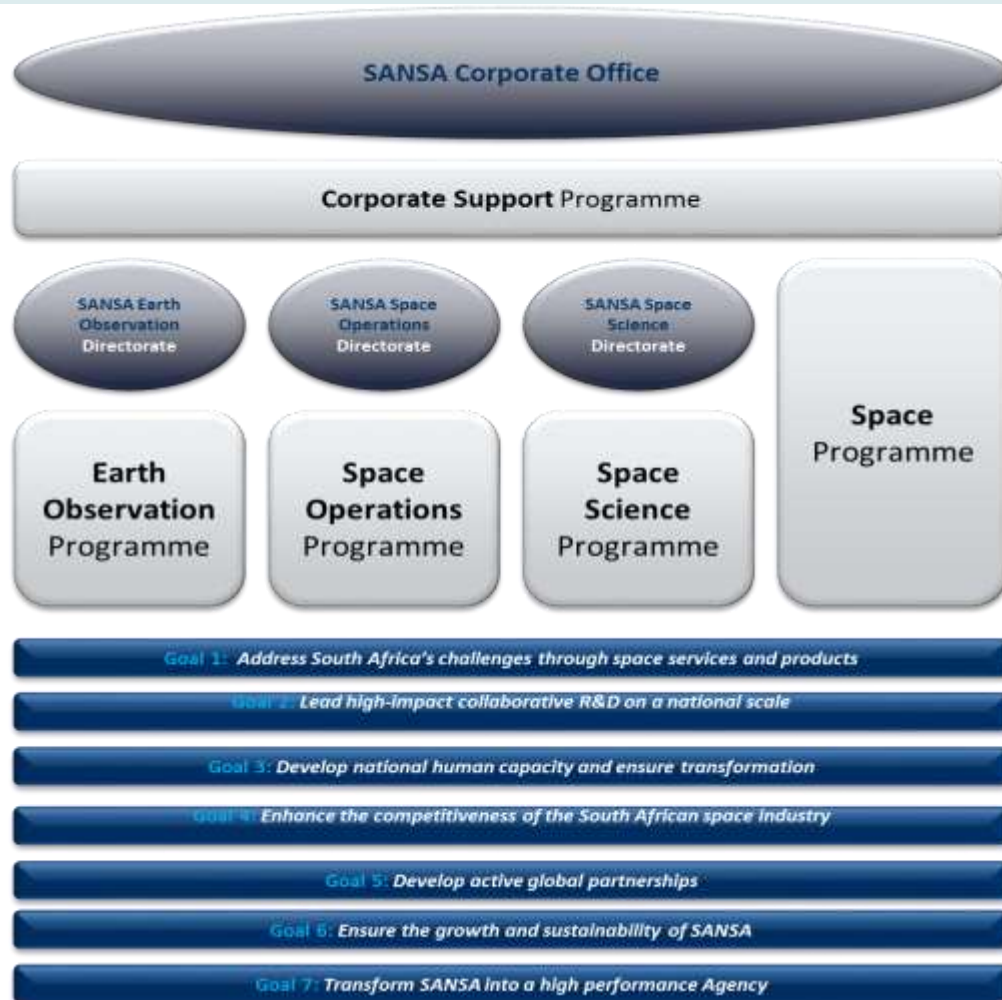 SANSA Corporate Office
Corporate Support Programme
SANSA Earth
Observation
Directorate
SANSA Space
Operations
Directorate
SANSA Space
Science
Directorate
Space
Programme
Earth
Observation
Programme
Space
Operations
Programme
Space
Science
Programme
Goal 1: Address South Africa's challenges through space services and products
Goal 2: Lead high-impact collaborative R&D on a national scale
Goal 3: Develop national human capacity and ensure transformation
Goal 4: Enhance the competitiveness of the South African space industry
Goal 5: Develop active global partnerships
Goal 6: Ensure the growth and sustainability of SANSA
Goal 7: Transform SANSA into a high performance Agency